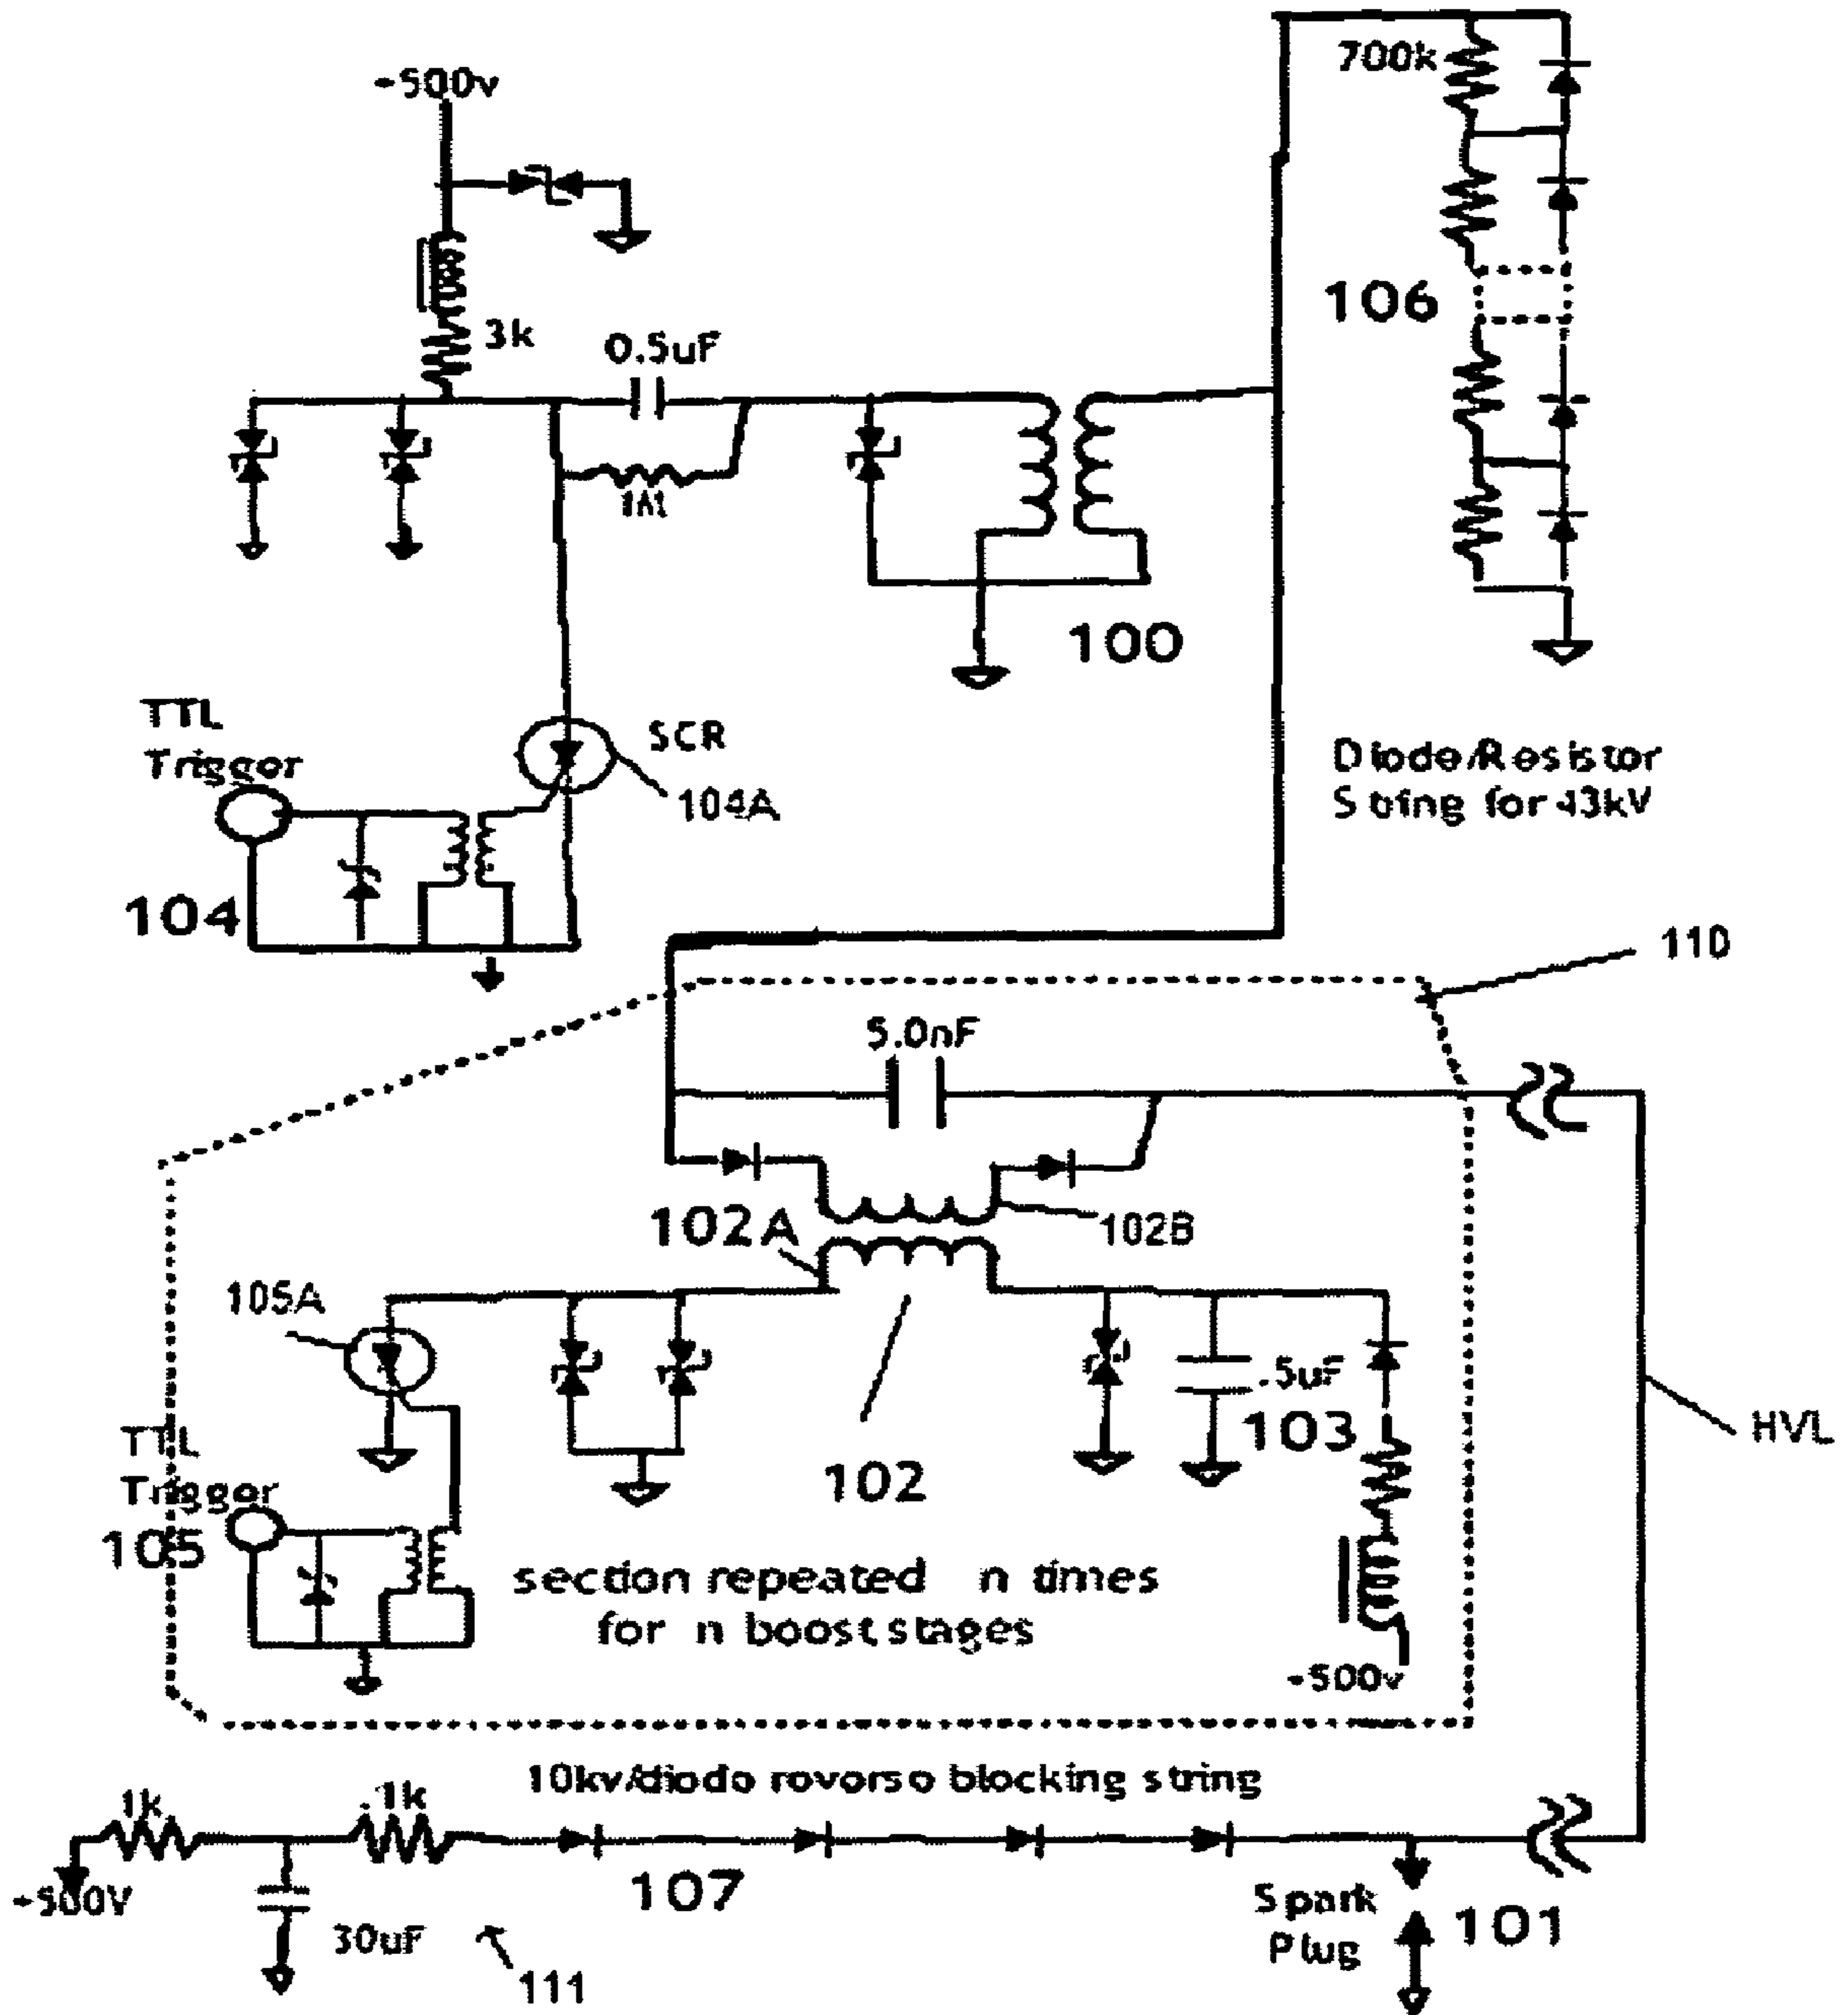 700k
-500v
106
3k
0.5uF
1M
100
TTL
Trigger
SCR
104A
104
Diode/Resistor
String for 43kV
110
5.0nF
102A
102B
105A
.5uF
103
HVL
102
TTL
Trigger
105
section repeated n times
for n boost stages
-500v
10kv/diode reverse blocking string
1k
.1k
-500V
107
30uF
111
Spark
Plug
101